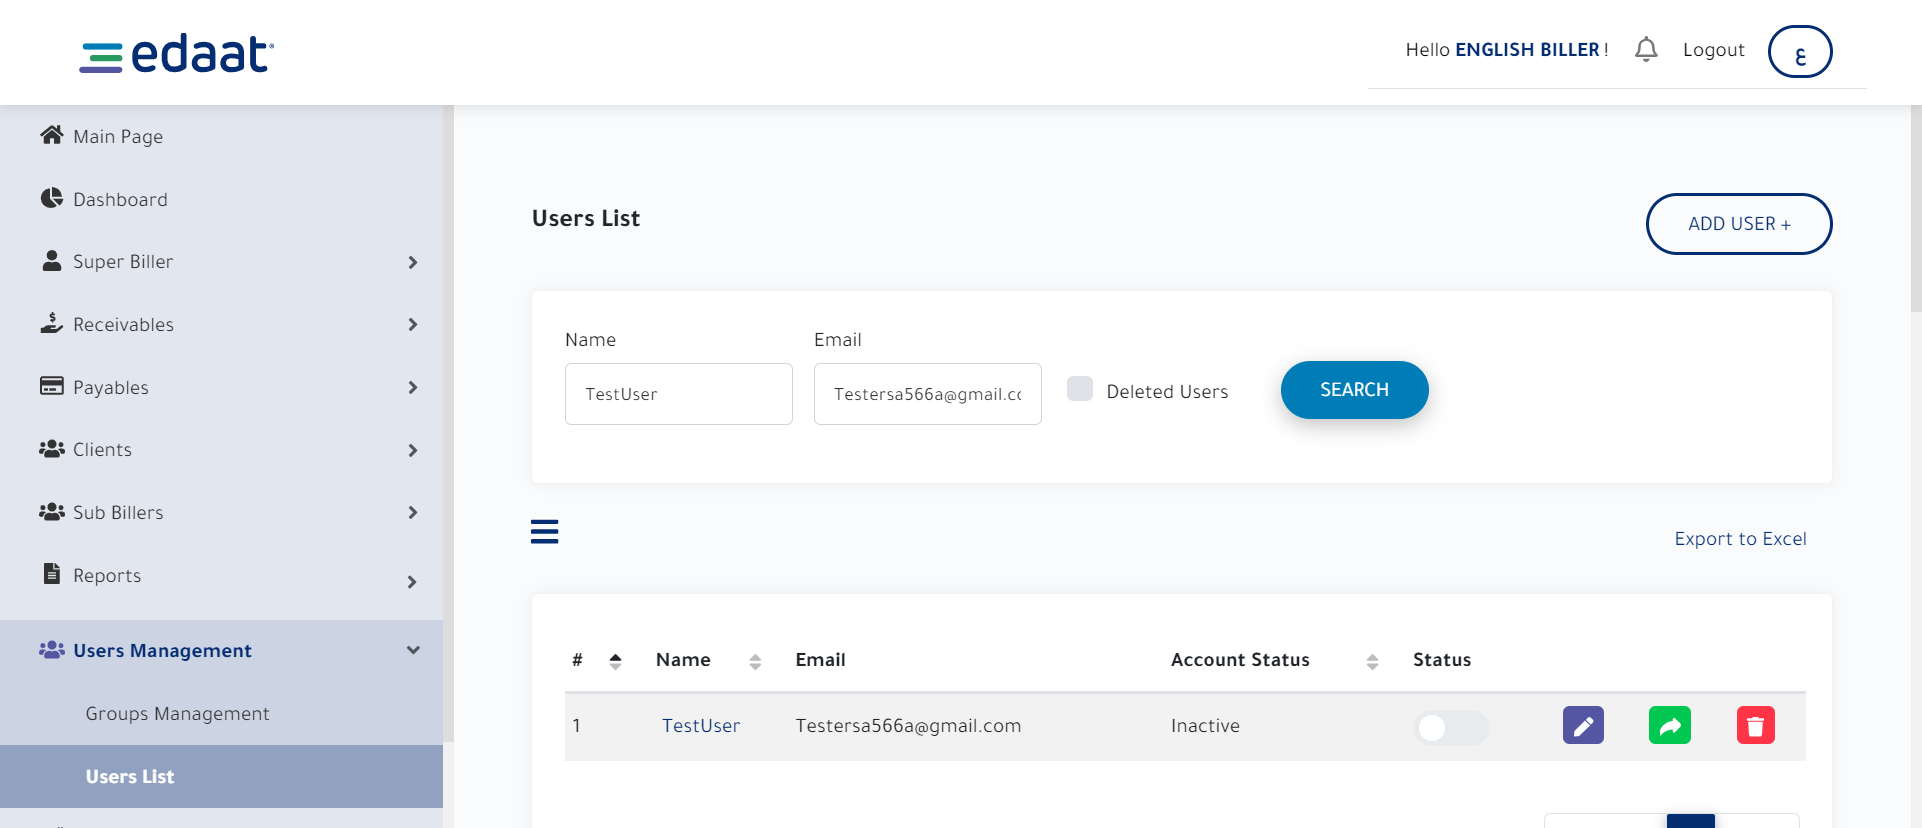 edaat
Hello ENGLISH BILLER !
Logout
ع
Main Page
Dashboard
Super Biller
Receivables
Payables
Clients
Sub Billers
Reports
Users Management
Groups Management
Users List
Users List
ADD USER +
Name
Email
TestUser
Testersa566a@gmail.cc
Deleted Users
SEARCH
Export to Excel
# Name Email Account Status Status
1 TestUser Testersa566a@gmail.com Inactive